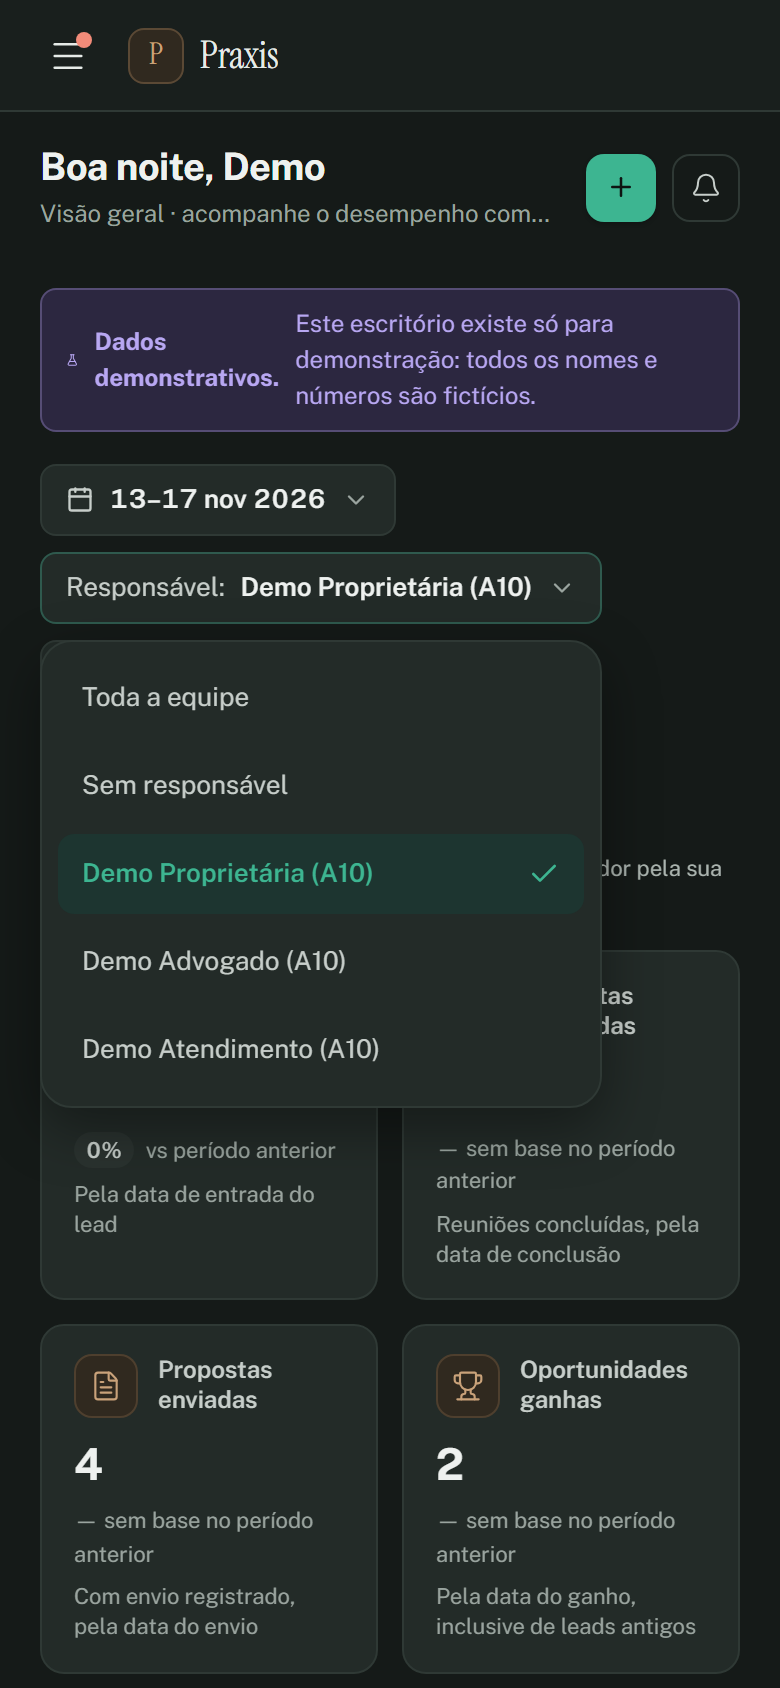 P Praxis
Boa noite, Demo
Visão geral · acompanhe o desempenho com...
Dados
demonstrativos.
Este escritório existe só para
demonstração: todos os nomes e
números são fictícios.
13–17 nov 2026
Responsável: Demo Proprietária (A10)
Toda a equipe
Sem responsável
Demo Proprietária (A10)
pela sua
Demo Advogado (A10)
Demo Atendimento (A10)
0% vs período anterior
Pela data de entrada do
lead
— sem base no período
anterior
Reuniões concluídas, pela
data de conclusão
Propostas
enviadas
4
— sem base no período
anterior
Com envio registrado,
pela data do envio
Oportunidades
ganhas
2
— sem base no período
anterior
Pela data do ganho,
inclusive de leads antigos